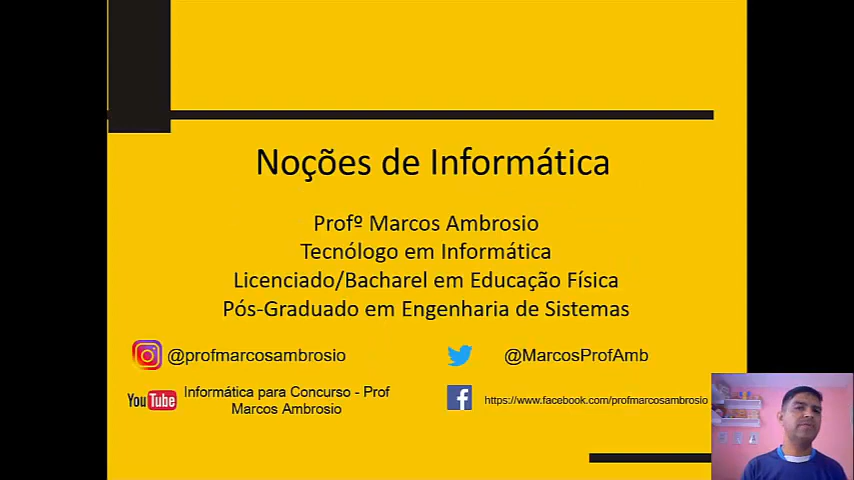 Noções de Informática
Profº Marcos Ambrosio
Tecnólogo em Informática
Licenciado/Bacharel em Educação Física
Pós-Graduado em Engenharia de Sistemas
@profmarcosambrosio
@MarcosProfAmb
YouTube
Informática para Concurso - Prof
Marcos Ambrosio
https://www.facebook.com/profmarcosambrosio